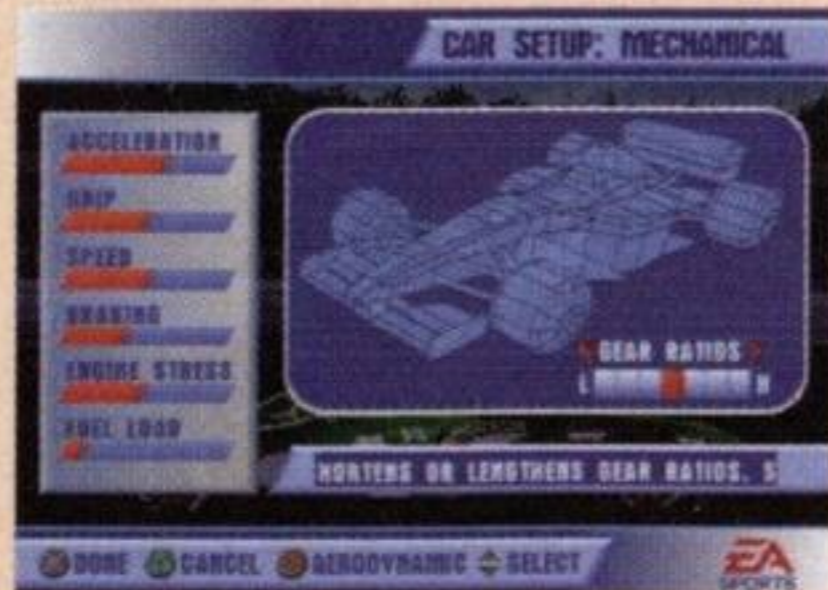 CAR SETUP: MECHANICAL
ACCELERATION
GRIP
SPEED
BRAKING
ENGINE STRESS
FUEL LOAD
GEAR RATIOS
L H
HORTENS OR LENGTHENS GEAR RATIOS. S
DONE CANCEL AERODYNAMIC SELECT
EA
SPORTS